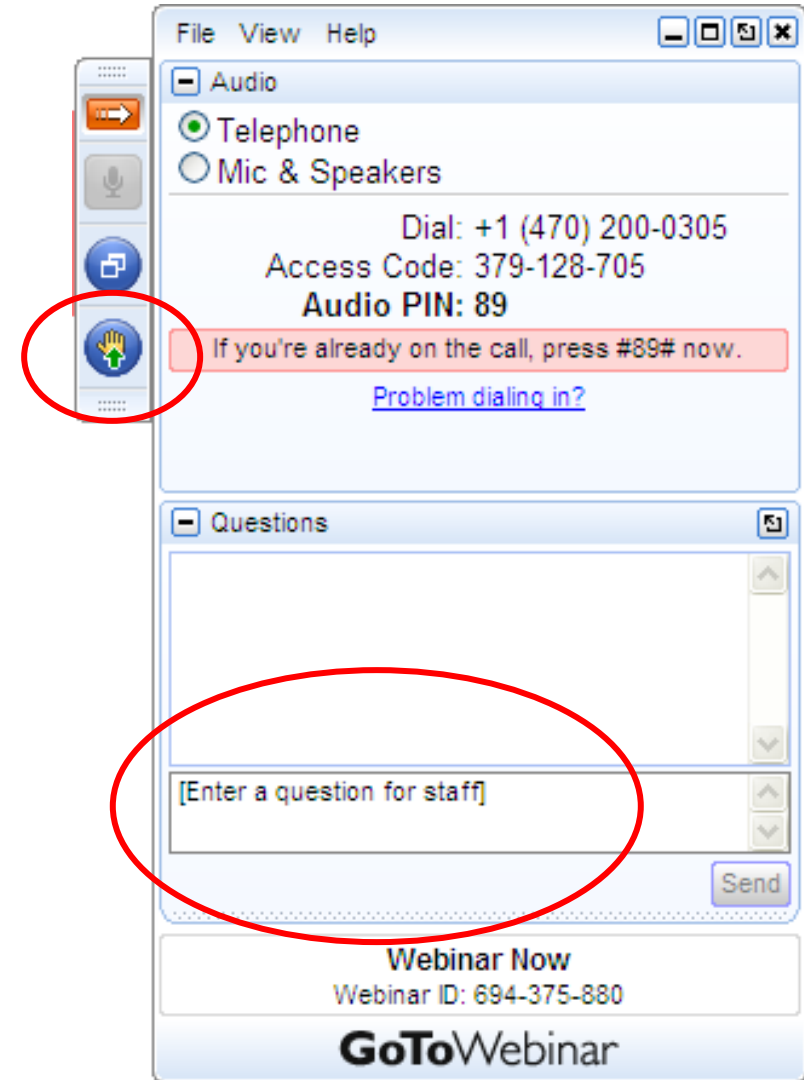 File View Help
Audio
Telephone
Mic & Speakers
Dial: +1 (470) 200-0305
Access Code: 379-128-705
Audio PIN: 89
If you're already on the call, press #89# now.
Problem dialing in?
Questions
[Enter a question for staff]
Send
Webinar Now
Webinar ID: 694-375-880
GoToWebinar